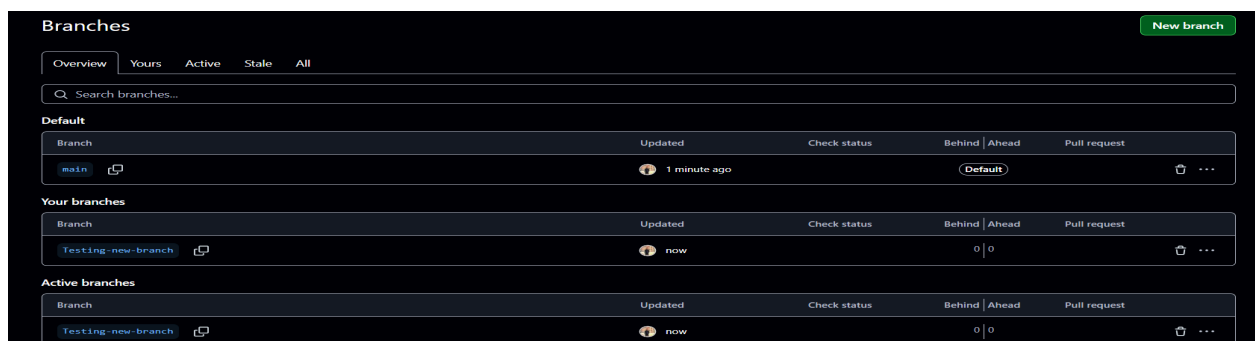 Branches
New branch
Overview Yours Active Stale All
Search branches...
Default
Branch Updated Check status Behind Ahead Pull request
main 1 minute ago Default
Your branches
Branch Updated Check status Behind Ahead Pull request
Testing-new-branch now 0 0
Active branches
Branch Updated Check status Behind Ahead Pull request
Testing-new-branch now 0 0